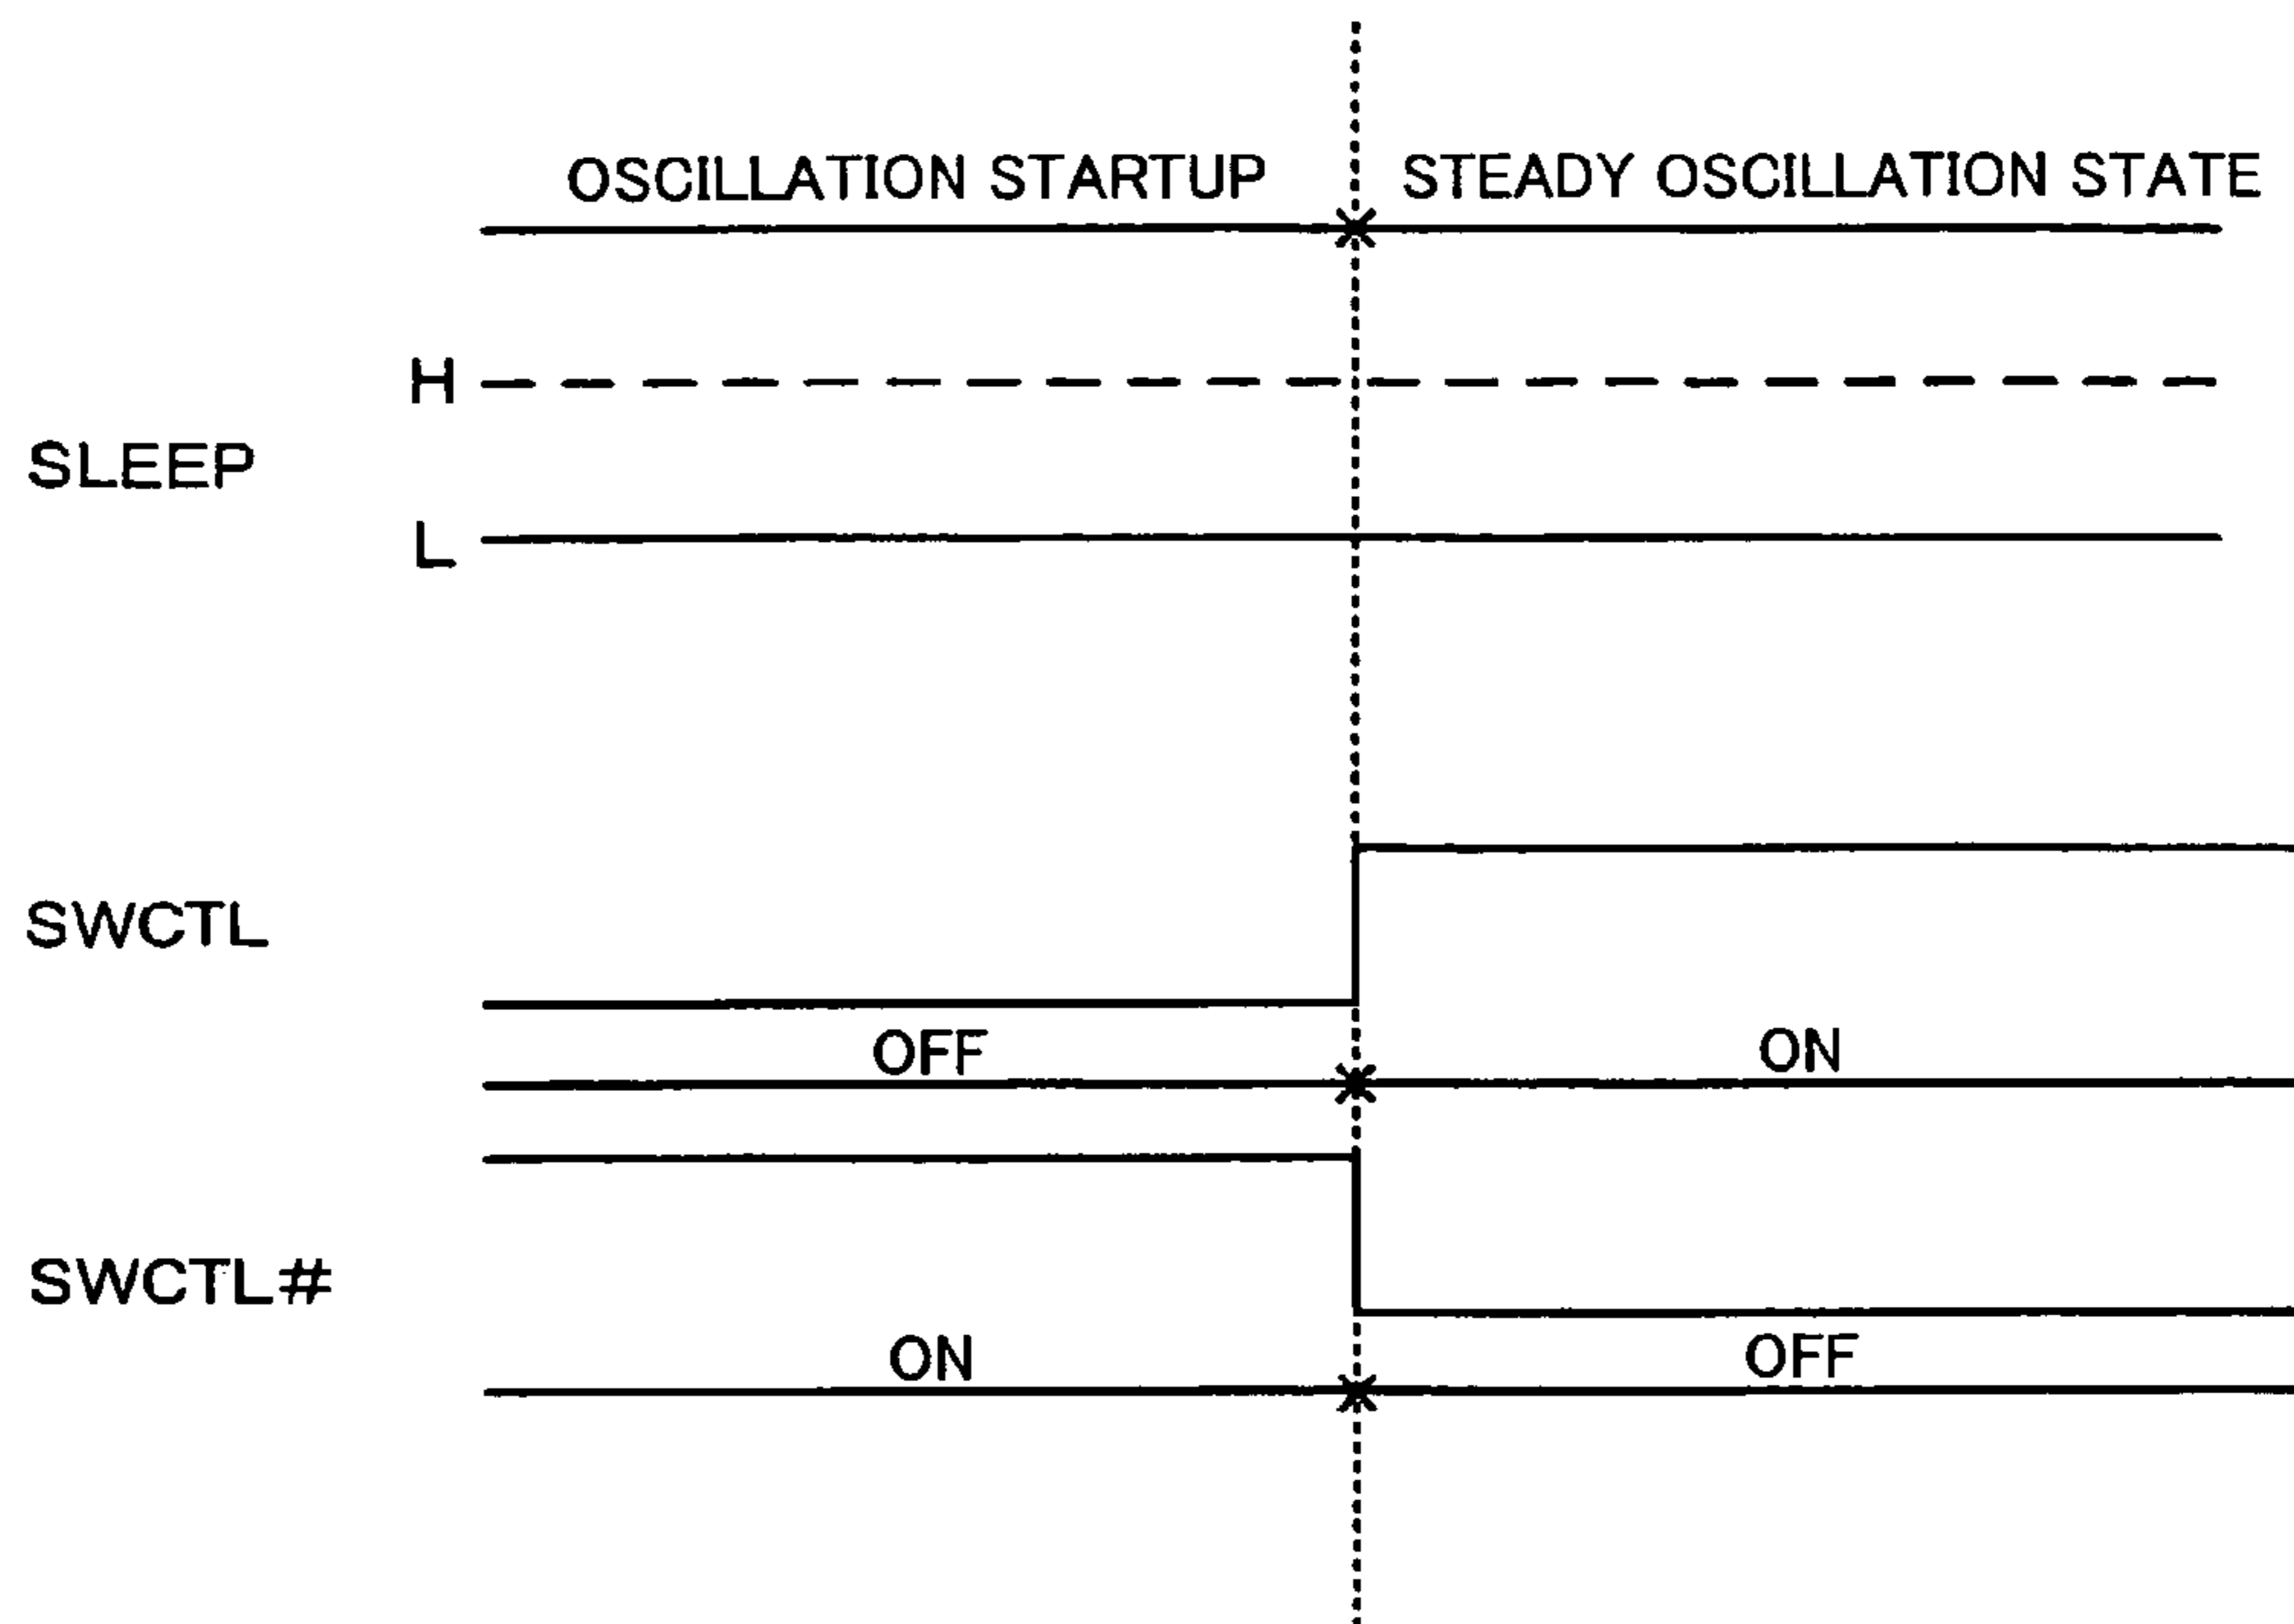 OSCILLATION STARTUP STEADY OSCILLATION STATE
H
SLEEP
L
SWCTL
OFF ON
SWCTL#
ON OFF